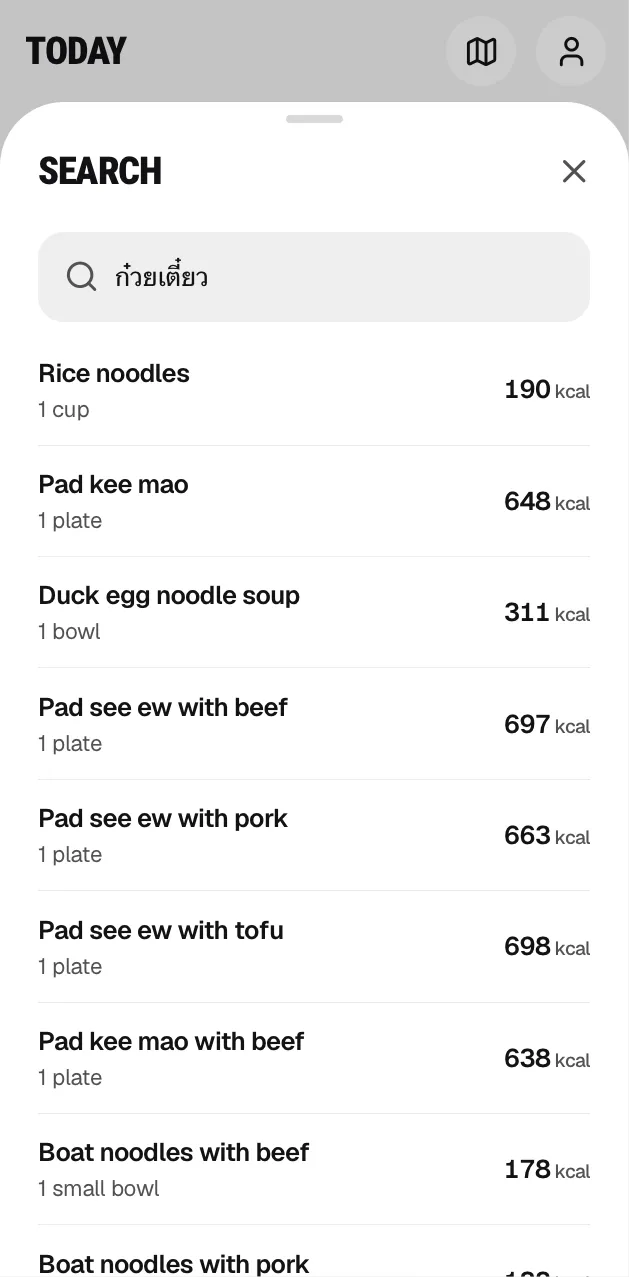 TODAY
SEARCH
ก๋วยเตี๋ยว
Rice noodles
1 cup
190 kcal
Pad kee mao
1 plate
648 kcal
Duck egg noodle soup
1 bowl
311 kcal
Pad see ew with beef
1 plate
697 kcal
Pad see ew with pork
1 plate
663 kcal
Pad see ew with tofu
1 plate
698 kcal
Pad kee mao with beef
1 plate
638 kcal
Boat noodles with beef
1 small bowl
178 kcal
Boat noodles with pork